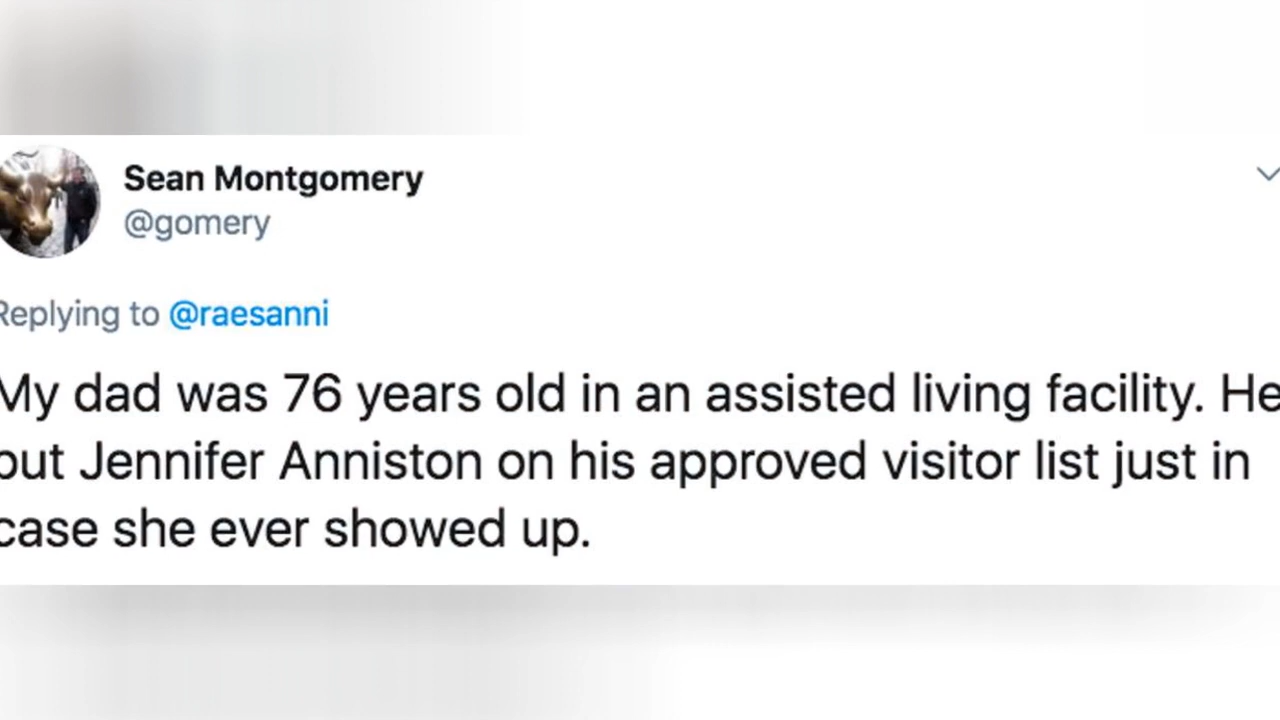 Sean Montgomery
@gomery
Replying to @raesanni
My dad was 76 years old in an assisted living facility. He
put Jennifer Anniston on his approved visitor list just in
case she ever showed up.